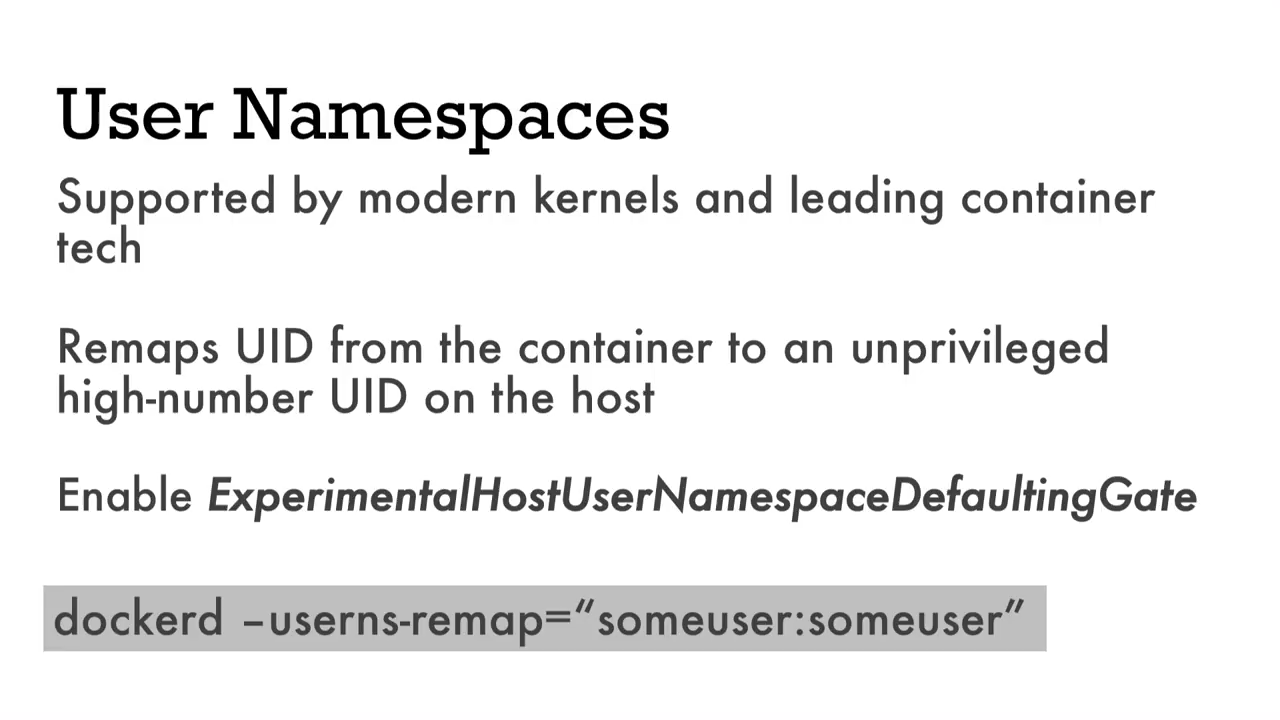 User Namespaces
Supported by modern kernels and leading container
tech
Remaps UID from the container to an unprivileged
high-number UID on the host
Enable ExperimentalHostUserNamespaceDefaultingGate
dockerd –userns-remap=“someuser:someuser”